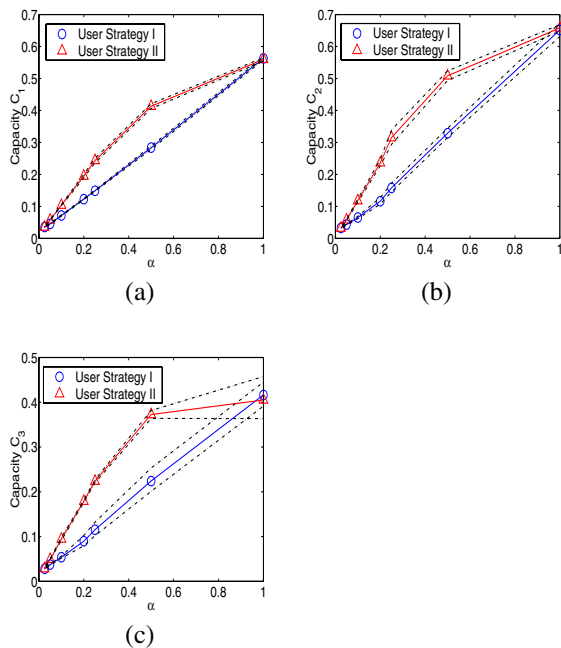 User Strategy I
User Strategy II
Capacity C1
0.7
0.6
0.5
0.4
0.3
0.2
0.1
0
0 0.2 0.4 0.6 0.8 1
α
(a)
User Strategy I
User Strategy II
Capacity C2
0.7
0.6
0.5
0.4
0.3
0.2
0.1
0
0 0.2 0.4 0.6 0.8 1
α
(b)
User Strategy I
User Strategy II
Capacity C3
0.5
0.4
0.3
0.2
0.1
0
0 0.2 0.4 0.6 0.8 1
α
(c)